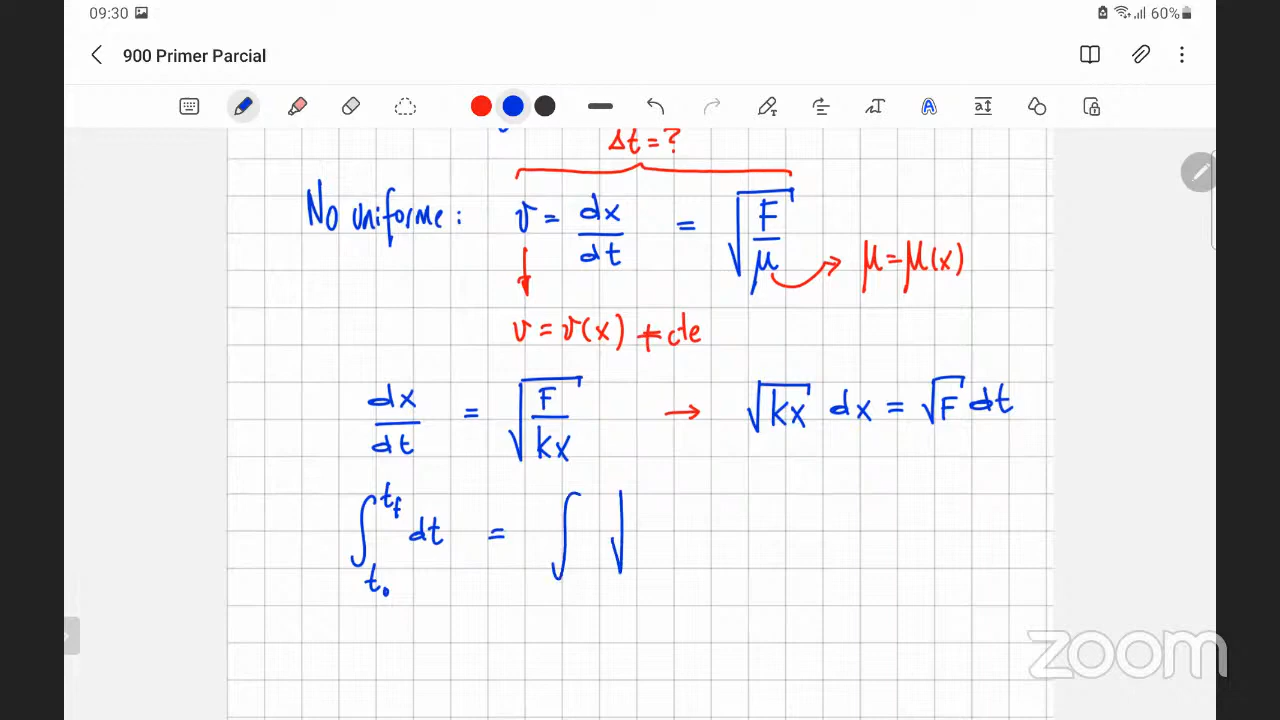 09:30 60%
900 Primer Parcial
Δt = ?
No uniforme: v = dx/dt = √(F/μ) → μ = μ(x)
v = v(x) ≠ cte
dx/dt = √(F/kx) → √kx dx = √F dt
∫_{t₀}^{t_f} dt = ∫ √
zoom